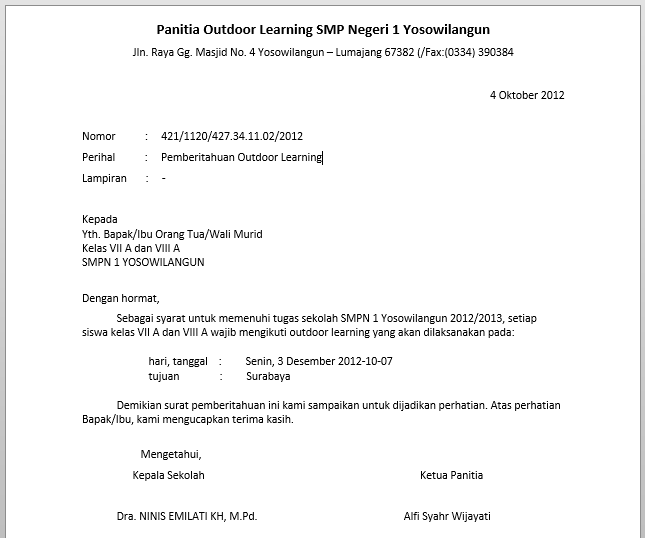 Panitia Outdoor Learning SMP Negeri 1 Yosowilangun
Jln. Raya Gg. Masjid No. 4 Yosowilangun – Lumajang 67382 (/Fax:(0334) 390384
4 Oktober 2012
Nomor : 421/1120/427.34.11.02/2012
Perihal : Pemberitahuan Outdoor Learning
Lampiran : -
Kepada
Yth. Bapak/Ibu Orang Tua/Wali Murid
Kelas VII A dan VIII A
SMPN 1 YOSOWILANGUN
Dengan hormat,
Sebagai syarat untuk memenuhi tugas sekolah SMPN 1 Yosowilangun 2012/2013, setiap
siswa kelas VII A dan VIII A wajib mengikuti outdoor learning yang akan dilaksanakan pada:
hari, tanggal : Senin, 3 Desember 2012-10-07
tujuan : Surabaya
Demikian surat pemberitahuan ini kami sampaikan untuk dijadikan perhatian. Atas perhatian
Bapak/Ibu, kami mengucapkan terima kasih.
Mengetahui,
Kepala Sekolah Ketua Panitia
Dra. NINIS EMILATI KH, M.Pd. Alfi Syahr Wijayati